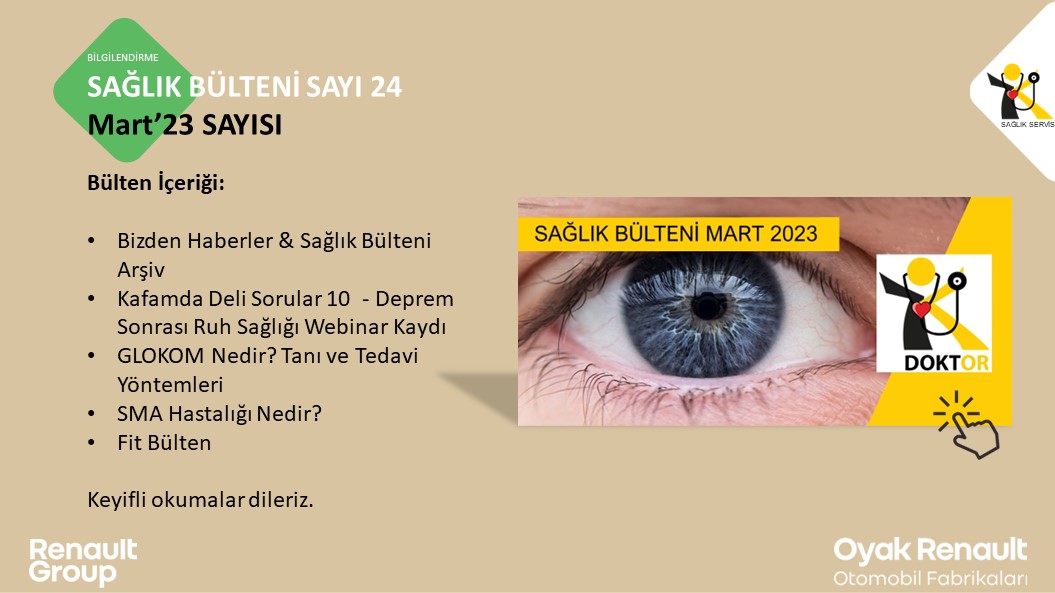 BİLGİLENDİRME
SAĞLIK BÜLTENİ SAYI 24
Mart’23 SAYISI
SAĞLIK SERVİS
Bülten İçeriği:
• Bizden Haberler & Sağlık Bülteni
Arşiv
• Kafamda Deli Sorular 10 - Deprem
Sonrası Ruh Sağlığı Webinar Kaydı
• GLOKOM Nedir? Tanı ve Tedavi
Yöntemleri
• SMA Hastalığı Nedir?
• Fit Bülten
Keyifli okumalar dileriz.
SAĞLIK BÜLTENİ MART 2023
DOKTOR
Renault
Group
Oyak Renault
Otomobil Fabrikaları